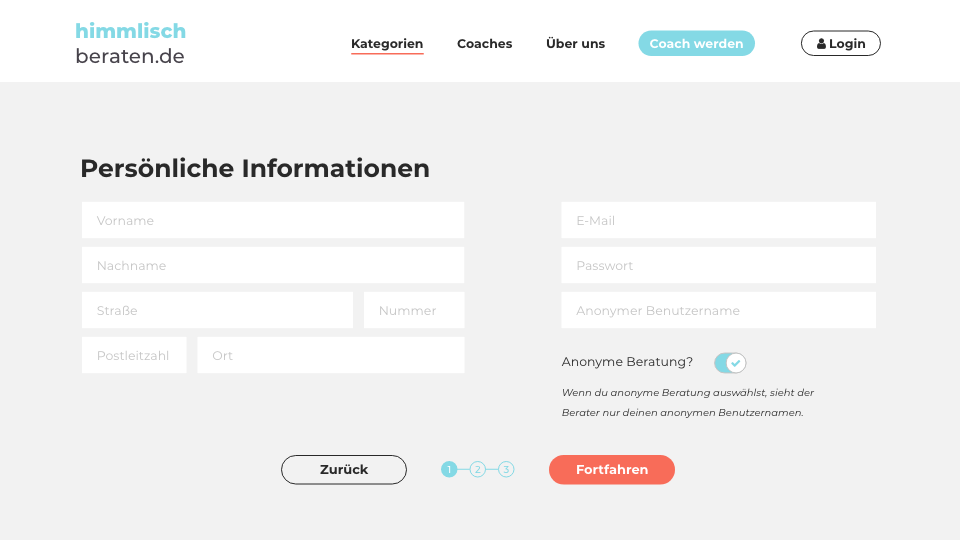 himmlisch
beraten.de
Kategorien
Coaches
Über uns
Coach werden
Login
Persönliche Informationen
Vorname
Nachname
Straße
Nummer
Postleitzahl
Ort
E-Mail
Passwort
Anonymer Benutzername
Anonyme Beratung?
Wenn du anonyme Beratung auswählst, sieht der
Berater nur deinen anonymen Benutzernamen.
Zurück
1 2 3
Fortfahren